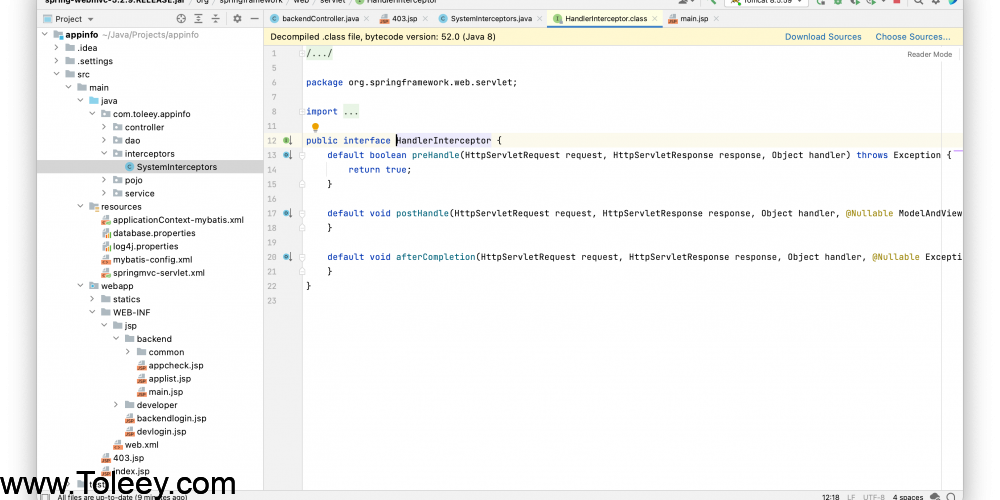 spring-webmvc-5.2.9.RELEASE.jar org springframework web servlet HandlerInterceptor Tomcat 8.5.59
Project backendController.java 403.jsp SystemInterceptors.java HandlerInterceptor.class main.jsp
Decompiled .class file, bytecode version: 52.0 (Java 8) Download Sources Choose Sources...
Reader Mode
appinfo ~/Java/Projects/appinfo
.idea
.settings
src
main
java
com.toleey.appinfo
controller
dao
interceptors
SystemInterceptors
pojo
service
resources
applicationContext-mybatis.xml
database.properties
log4j.properties
mybatis-config.xml
springmvc-servlet.xml
webapp
statics
WEB-INF
jsp
backend
common
appcheck.jsp
applist.jsp
main.jsp
developer
backendlogin.jsp
devlogin.jsp
web.xml
403.jsp
index.jsp
1 /.../
5
6 package org.springframework.web.servlet;
7
8 import ...
11
12 public interface HandlerInterceptor {
13 default boolean preHandle(HttpServletRequest request, HttpServletResponse response, Object handler) throws Exception {
14 return true;
15 }
16
17 default void postHandle(HttpServletRequest request, HttpServletResponse response, Object handler, @Nullable ModelAndView
18 }
19
20 default void afterCompletion(HttpServletRequest request, HttpServletResponse response, Object handler, @Nullable Excepti
21 }
22 }
23
www.Toleey.com
All files are up-to-date (9 minutes ago) 12:18 LF UTF-8 4 spaces